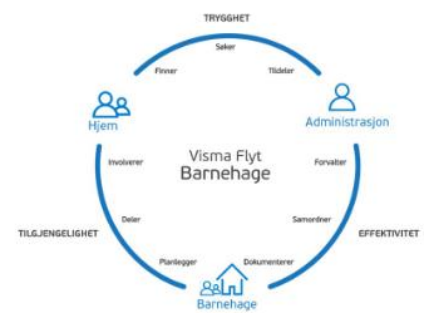 TRYGGHET
Søker
Finner
Tildeler
Hjem
Administrasjon
Visma Flyt
Barnehage
Involverer
Forvalter
Deler
Samordner
TILGJENGELIGHET
EFFEKTIVITET
Planlegger
Dokumenterer
Barnehage